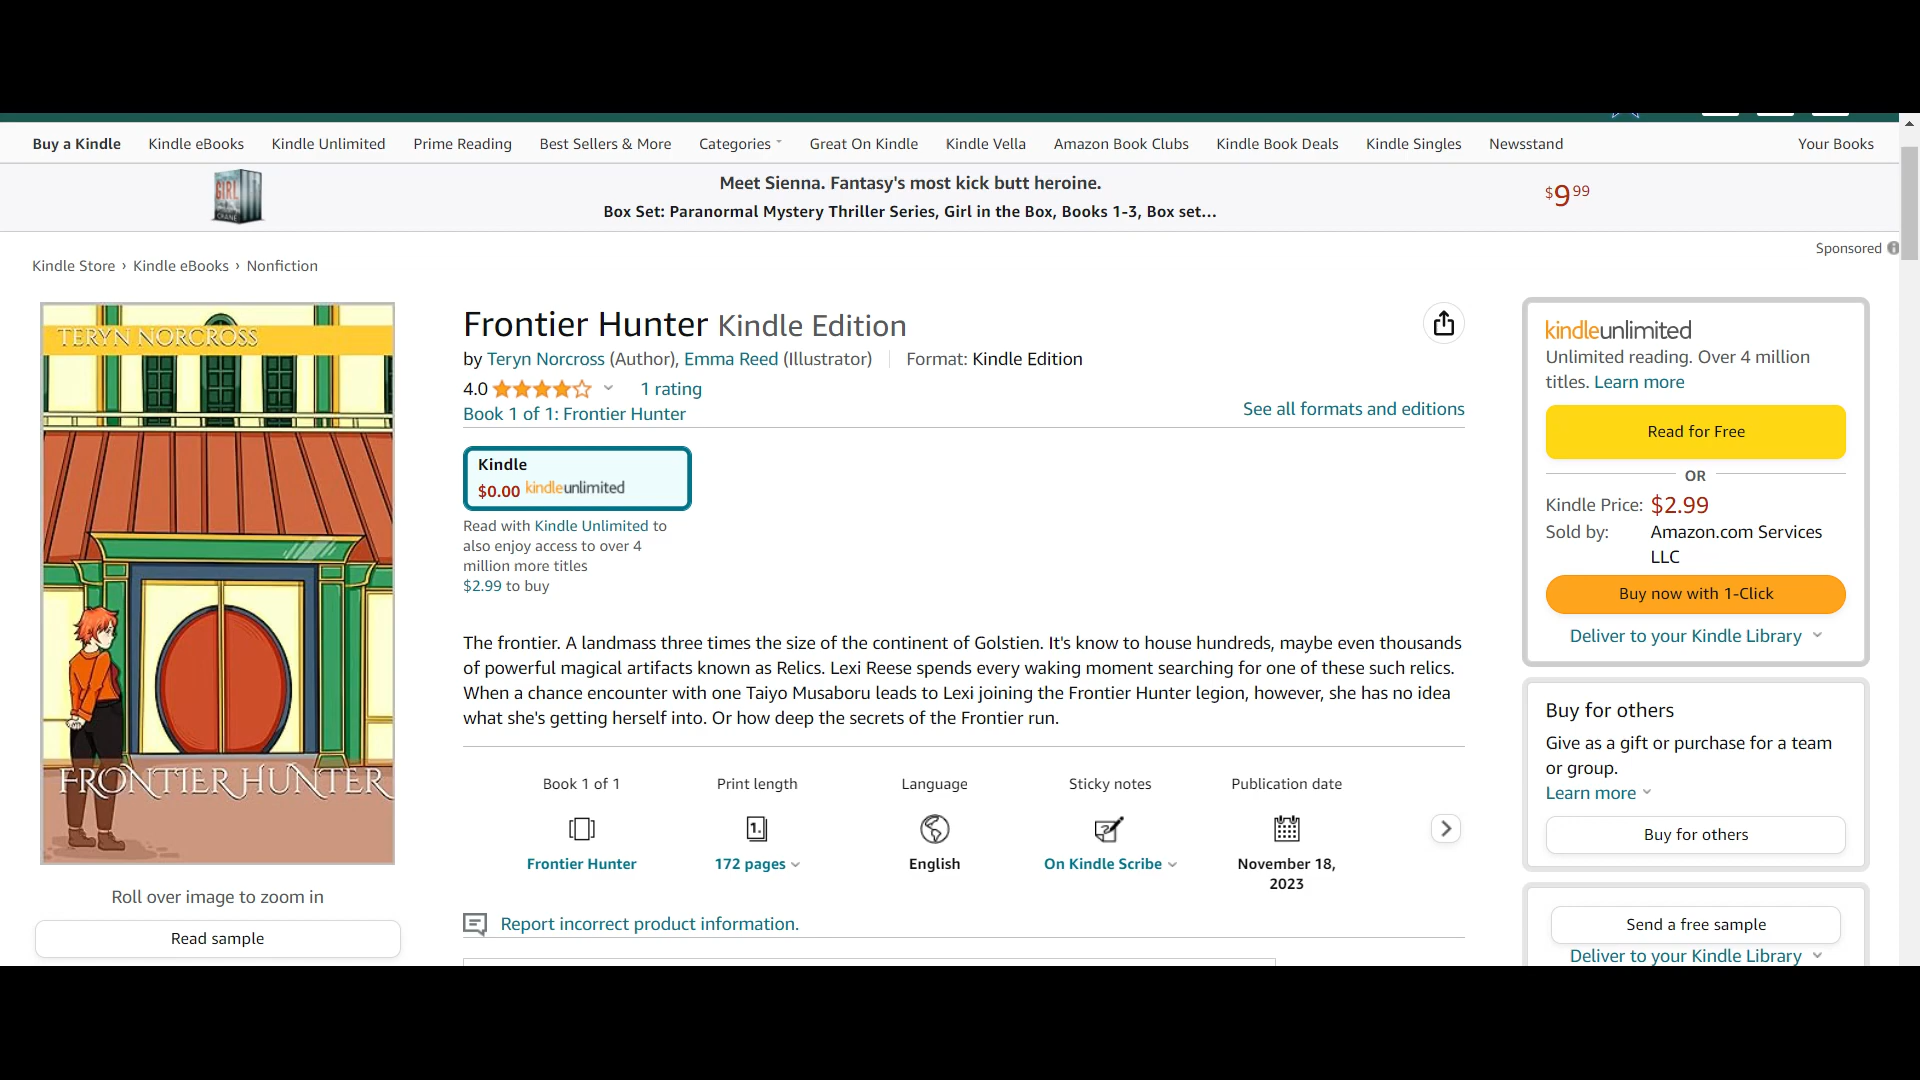 Buy a Kindle Kindle eBooks Kindle Unlimited Prime Reading Best Sellers & More Categories Great On Kindle Kindle Vella Amazon Book Clubs Kindle Book Deals Kindle Singles Newsstand Your Books
GIRL
CRANE
Meet Sienna. Fantasy's most kick butt heroine.
Box Set: Paranormal Mystery Thriller Series, Girl in the Box, Books 1-3, Box set...
$9 99
Sponsored
Kindle Store › Kindle eBooks › Nonfiction
TERYN NORCROSS
FRONTIER HUNTER
Roll over image to zoom in
Read sample
Frontier Hunter Kindle Edition
by Teryn Norcross (Author), Emma Reed (Illustrator) Format: Kindle Edition
4.0 1 rating
Book 1 of 1: Frontier Hunter
See all formats and editions
Kindle
$0.00 kindleunlimited
Read with Kindle Unlimited to
also enjoy access to over 4
million more titles
$2.99 to buy
The frontier. A landmass three times the size of the continent of Golstien. It's know to house hundreds, maybe even thousands
of powerful magical artifacts known as Relics. Lexi Reese spends every waking moment searching for one of these such relics.
When a chance encounter with one Taiyo Musaboru leads to Lexi joining the Frontier Hunter legion, however, she has no idea
what she's getting herself into. Or how deep the secrets of the Frontier run.
Book 1 of 1 Print length Language Sticky notes Publication date
1.
Frontier Hunter 172 pages English On Kindle Scribe November 18,
2023
Report incorrect product information.
kindleunlimited
Unlimited reading. Over 4 million
titles. Learn more
Read for Free
OR
Kindle Price: $2.99
Sold by: Amazon.com Services
LLC
Buy now with 1-Click
Deliver to your Kindle Library
Buy for others
Give as a gift or purchase for a team
or group.
Learn more
Buy for others
Send a free sample
Deliver to your Kindle Library